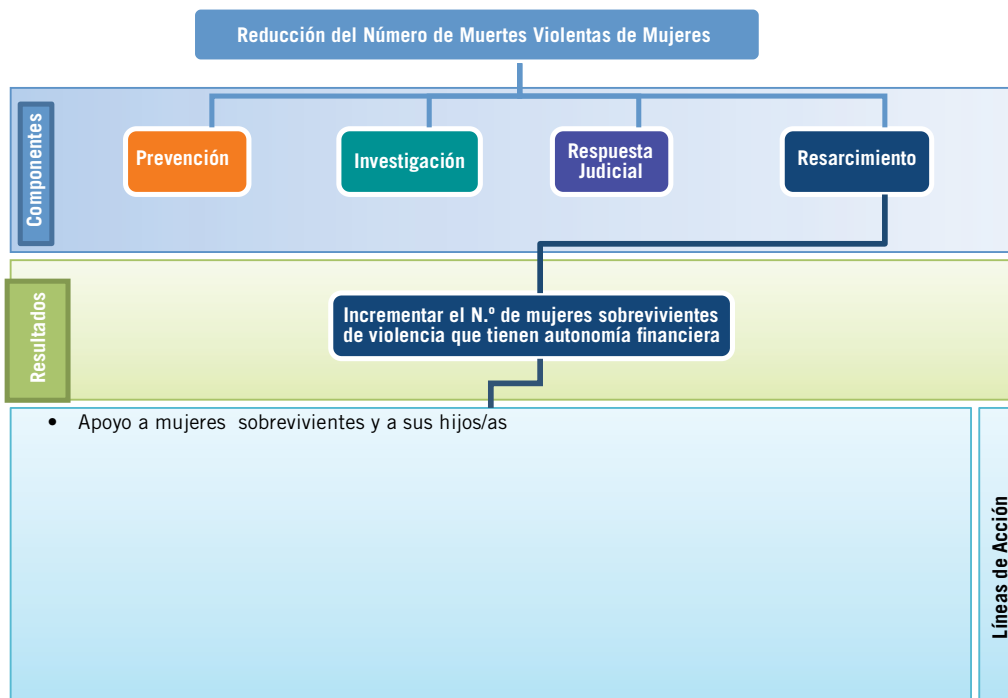 Reducción del Número de Muertes Violentas de Mujeres
Componentes
Prevención
Investigación
Respuesta
Judicial
Resarcimiento
Resultados
Incrementar el N.º de mujeres sobrevivientes
de violencia que tienen autonomía financiera
• Apoyo a mujeres sobrevivientes y a sus hijos/as
Líneas de Acción